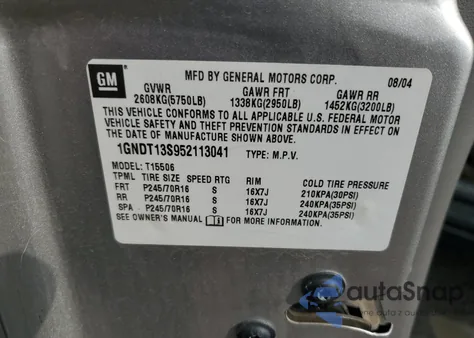 GM
MFD BY GENERAL MOTORS CORP. 08/04
GVWR GAWR FRT GAWR RR
2608KG(5750LB) 1338KG(2950LB) 1452KG(3200LB)
THIS VEHICLE CONFORMS TO ALL APPLICABLE U.S. FEDERAL MOTOR
VEHICLE SAFETY AND THEFT PREVENTION STANDARDS IN EFFECT ON
THE DATE OF MANUFACTURE SHOWN ABOVE.
1GNDT13S952113041 TYPE: M.P.V.
MODEL: T15506
TPML TIRE SIZE SPEED RTG RIM COLD TIRE PRESSURE
FRT P245/70R16 S 16X7J 210KPA(30PSI)
RR P245/70R16 S 16X7J 240KPA(35PSI)
SPA P245/70R16 S 16X7J 240KPA(35PSI)
SEE OWNER'S MANUAL FOR MORE INFORMATION.
autoSnap
one auta z